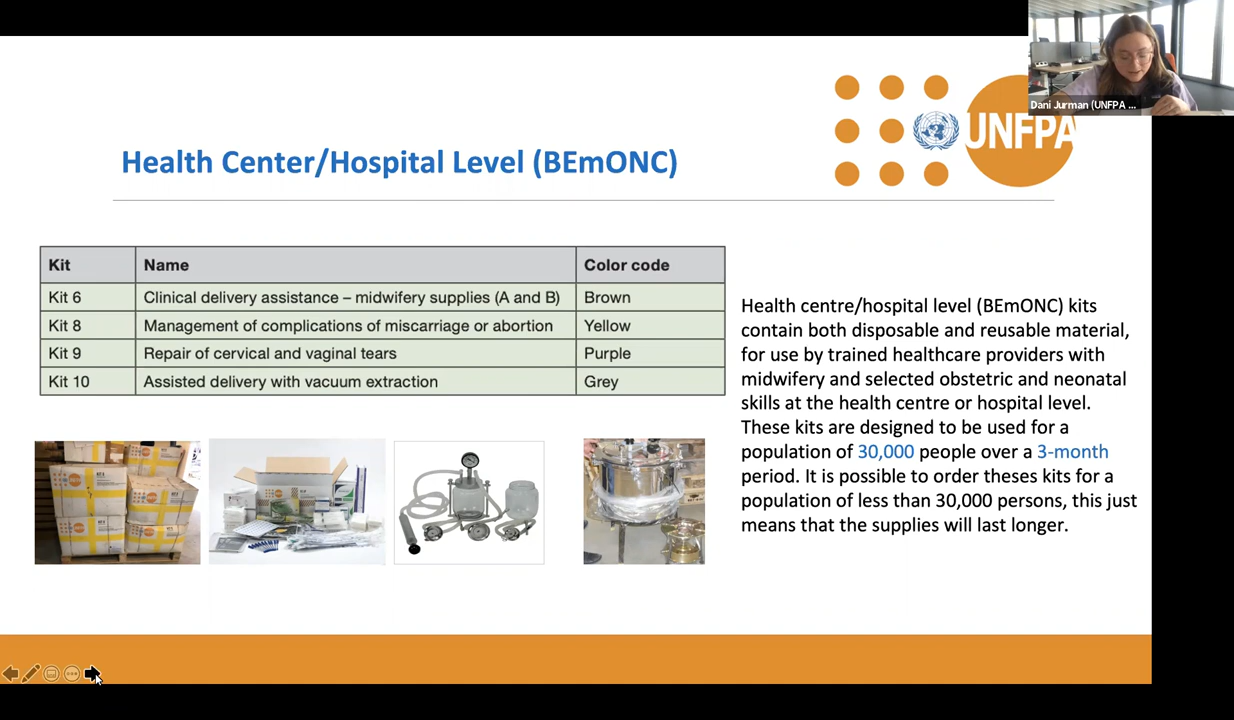 Dani Jurman (UNFPA ...
UNFPA
Health Center/Hospital Level (BEmONC)
Kit Name Color code
Kit 6 Clinical delivery assistance – midwifery supplies (A and B) Brown
Kit 8 Management of complications of miscarriage or abortion Yellow
Kit 9 Repair of cervical and vaginal tears Purple
Kit 10 Assisted delivery with vacuum extraction Grey
Health centre/hospital level (BEmONC) kits
contain both disposable and reusable material,
for use by trained healthcare providers with
midwifery and selected obstetric and neonatal
skills at the health centre or hospital level.
These kits are designed to be used for a
population of 30,000 people over a 3-month
period. It is possible to order theses kits for a
population of less than 30,000 persons, this just
means that the supplies will last longer.